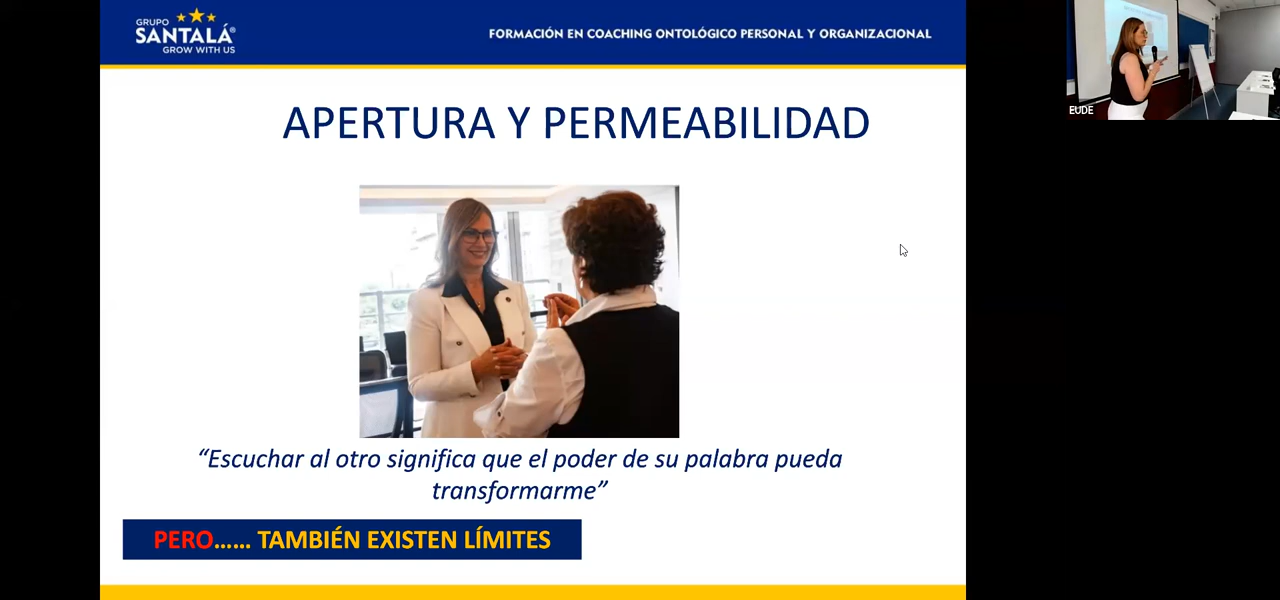 GRUPO
SANTALÁ®
GROW WITH US
FORMACIÓN EN COACHING ONTOLÓGICO PERSONAL Y ORGANIZACIONAL
EUDE
APERTURA Y PERMEABILIDAD
“Escuchar al otro significa que el poder de su palabra pueda
transformarme”
PERO…… TAMBIÉN EXISTEN LÍMITES